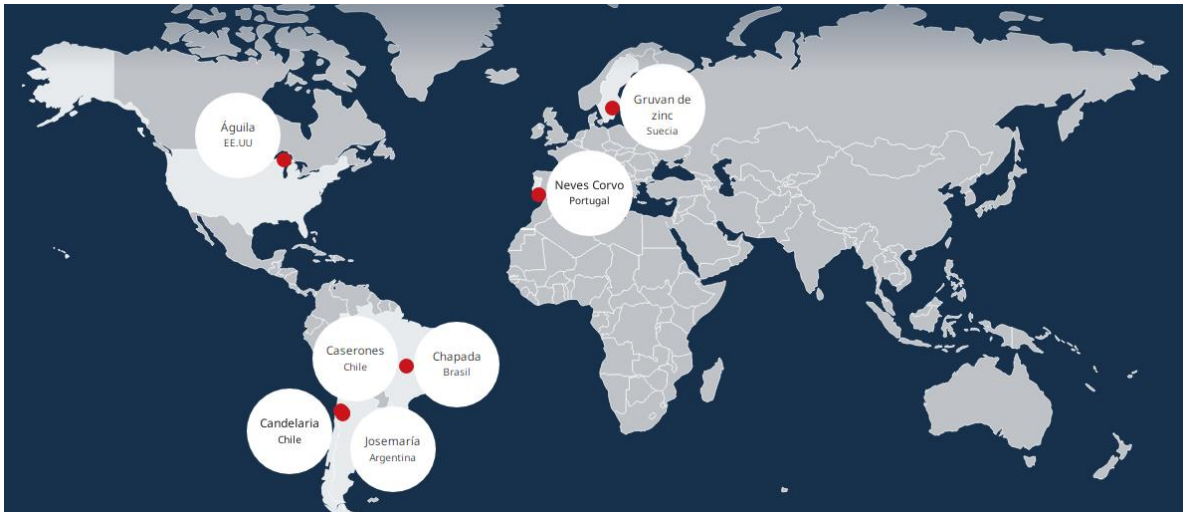 Águila
EE.UU
Gruvan de
zinc
Suecia
Neves Corvo
Portugal
Caserones
Chile
Chapada
Brasil
Candelaria
Chile
Josemaría
Argentina